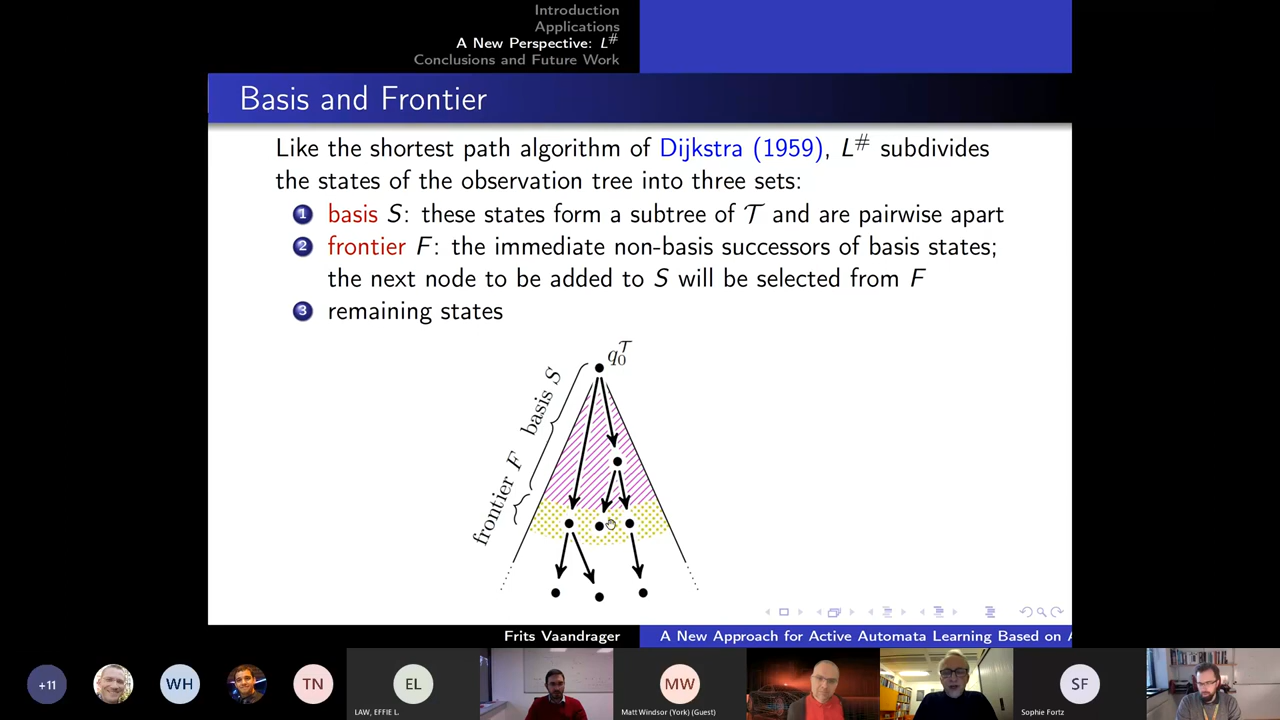 Introduction
Applications
A New Perspective: L#
Conclusions and Future Work
Basis and Frontier
Like the shortest path algorithm of Dijkstra (1959), L# subdivides
the states of the observation tree into three sets:
1 basis S: these states form a subtree of 𝒯 and are pairwise apart
2 frontier F: the immediate non-basis successors of basis states;
the next node to be added to S will be selected from F
3 remaining states
q₀^𝒯
basis S
frontier F
Frits Vaandrager
A New Approach for Active Automata Learning Based on A
+11
WH
TN
EL
LAW, EFFIE L.
MW
Matt Windsor (York) (Guest)
SF
Sophie Fortz